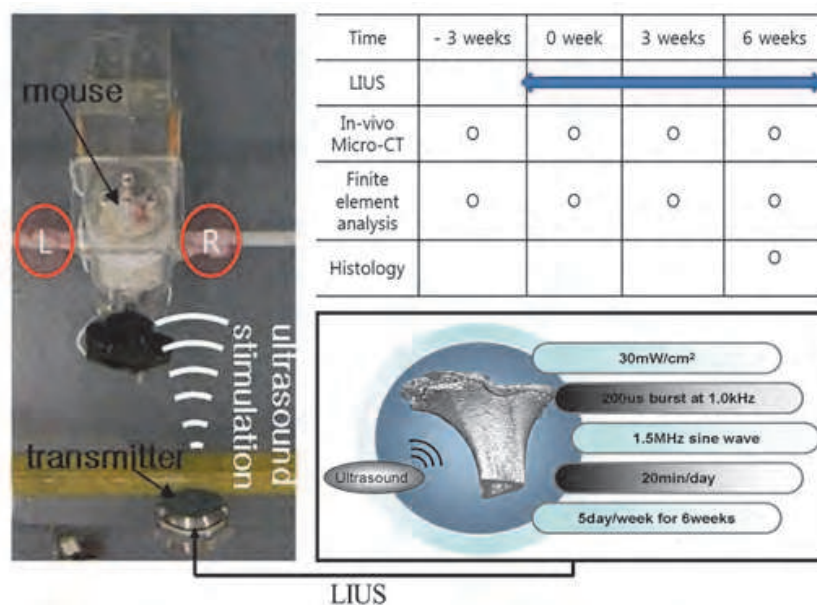 mouse
L
R
ultrasound
stimulation
transmitter
Time - 3 weeks 0 week 3 weeks 6 weeks
LIUS
In-vivo
Micro-CT O O O O
Finite
element
analysis O O O O
Histology O
30mW/cm²
200us burst at 1.0kHz
1.5MHz sine wave
20min/day
5day/week for 6weeks
Ultrasound
LIUS